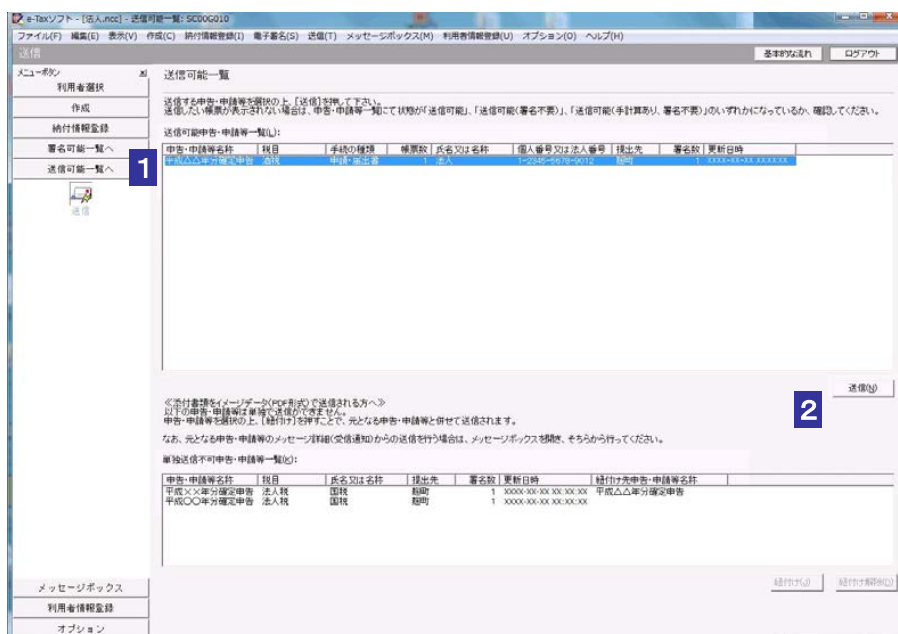 e-Taxソフト - [法人.ncc] - 送信可能一覧: SC00G010
ファイル(F) 編集(E) 表示(V) 作成(C) 納付情報登録(I) 電子署名(S) 送信(T) メッセージボックス(M) 利用者情報登録(U) オプション(O) ヘルプ(H)
送信
基本的な流れ
ログアウト
メニューボタン
利用者選択
作成
納付情報登録
署名可能一覧へ
送信可能一覧へ
送信
送信可能一覧
送信する申告・申請等を選択の上、[送信]を押して下さい。
送信したい帳票が表示されない場合は、申告・申請等一覧にて状態が「送信可能」、「送信可能(署名不要)」、「送信可能(手計算あり、署名不要)」のいずれかになっているか、確認してください。
送信可能申告・申請等一覧(L):
申告・申請等名称 税目 手続の種類 帳票数 氏名又は名称 個人番号又は法人番号 提出先 署名数 更新日時
平成△△年分確定申告 酒税 申請・届出書 1 法人 1-2345-5678-9012 麹町 1 XXXX-XX-XX XXXXXX
1
送信(N)
2
≪添付書類をイメージデータ(PDF形式)で送信される方へ≫
以下の申告・申請等は単独で送信ができません。
申告・申請等を選択の上、[紐付け]を押すことで、元となる申告・申請等と併せて送信されます。
なお、元となる申告・申請等のメッセージ詳細(受信通知)からの送信を行う場合は、メッセージボックスを開き、そちらから行ってください。
単独送信不可申告・申請等一覧(K):
申告・申請等名称 税目 氏名又は名称 提出先 署名数 更新日時 紐付け先申告・申請等名称
平成××年分確定申告 法人税 国税 麹町 1 XXXX-XX-XX XX:XX:XX 平成△△年分確定申告
平成〇〇年分確定申告 法人税 国税 麹町 1 XXXX-XX-XX XX:XX:XX
紐付け(J)
紐付け解除(D)
メッセージボックス
利用者情報登録
オプション